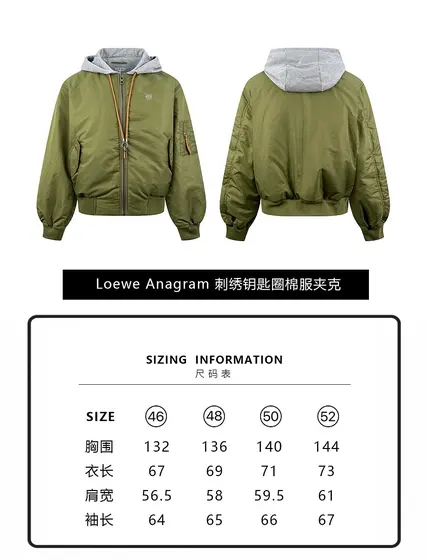 Loewe Anagram 刺绣钥匙圈棉服夹克
SIZING INFORMATION
尺码表
SIZE 46 48 50 52
胸围 132 136 140 144
衣长 67 69 71 73
肩宽 56.5 58 59.5 61
袖长 64 65 66 67